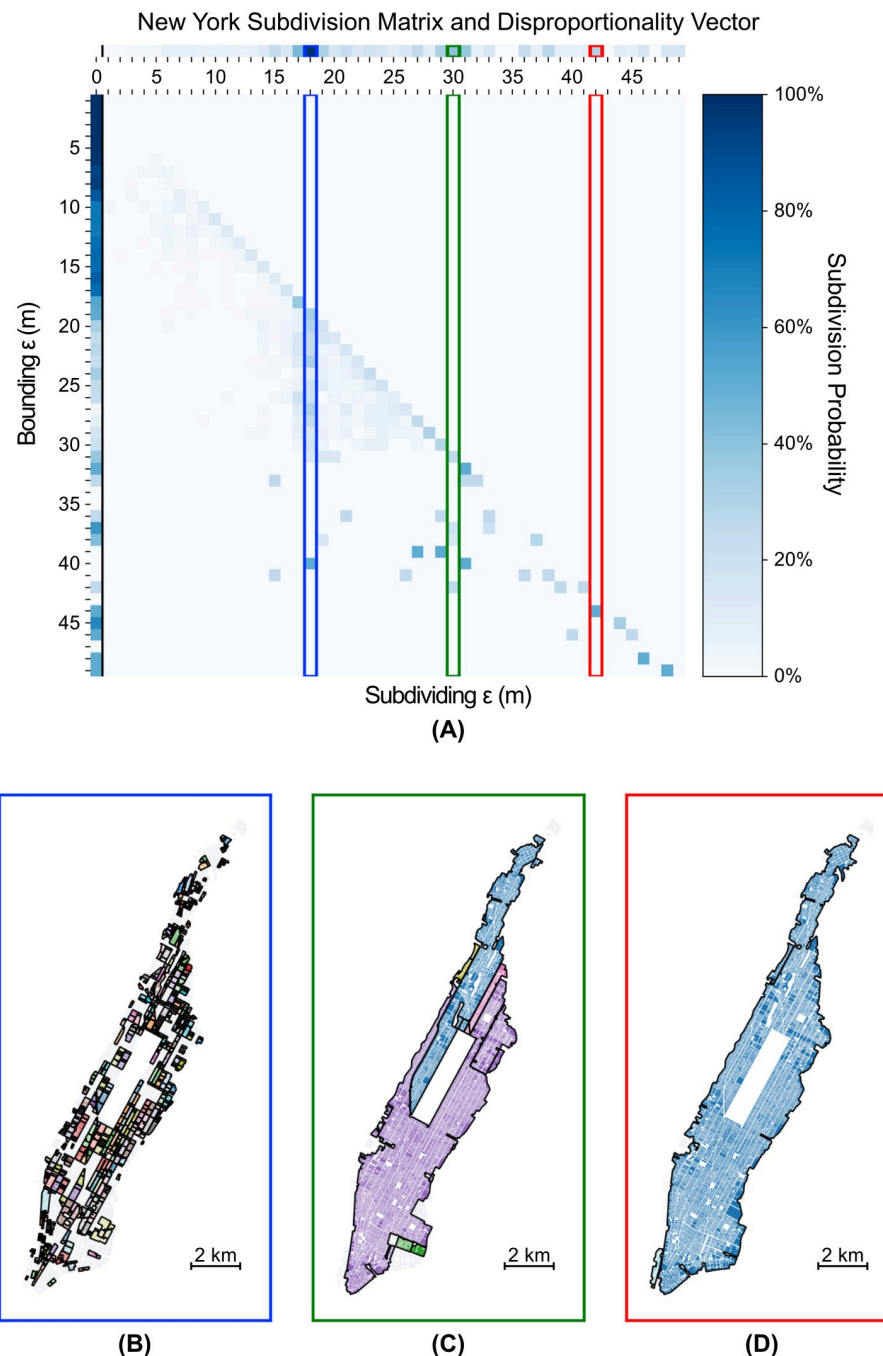 New York Subdivision Matrix and Disproportionality Vector
0 5 10 15 20 25 30 35 40 45
5
10
15
20
25
30
35
40
45
Bounding ε (m)
Subdividing ε (m)
100%
80%
60%
40%
20%
0%
Subdivision Probability
(A)
2 km
2 km
2 km
(B)
(C)
(D)